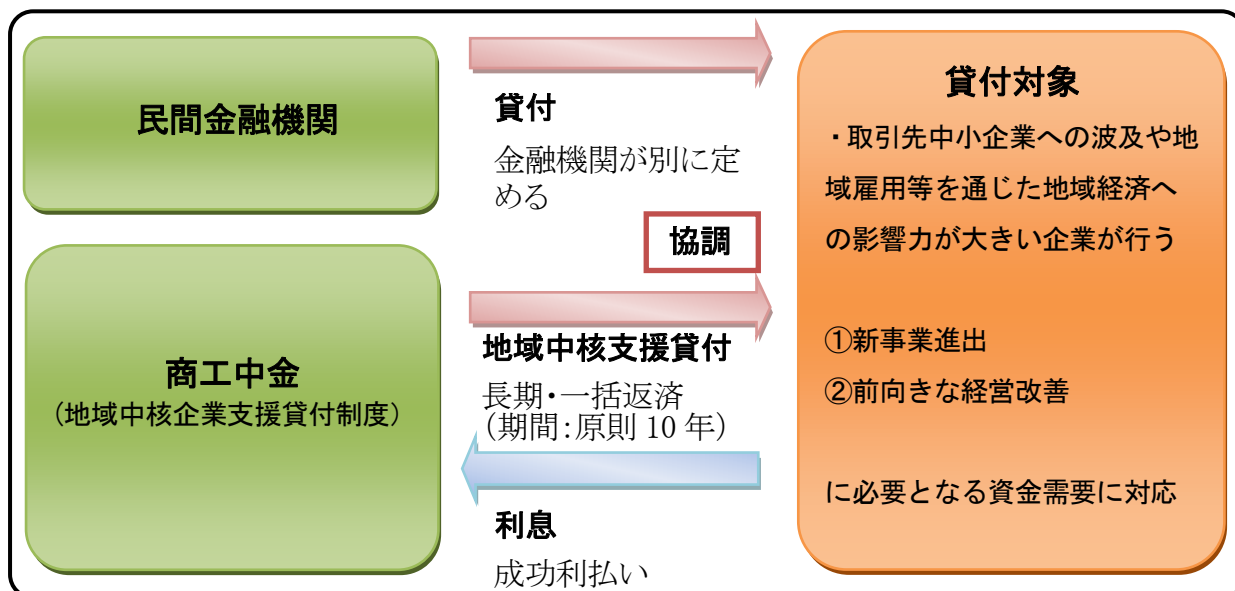 民間金融機関
貸付
金融機関が別に定
める
協調
商工中金
（地域中核企業支援貸付制度）
地域中核支援貸付
長期・一括返済
（期間：原則 10 年）
利息
成功利払い
貸付対象
・取引先中小企業への波及や地
域雇用等を通じた地域経済へ
の影響力が大きい企業が行う
①新事業進出
②前向きな経営改善
に必要となる資金需要に対応